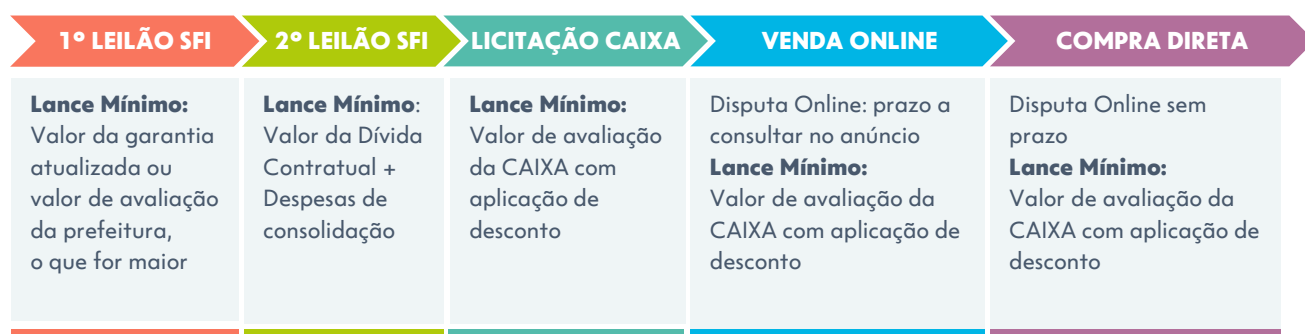 1º LEILÃO SFI
2º LEILÃO SFI
LICITAÇÃO CAIXA
VENDA ONLINE
COMPRA DIRETA
Lance Mínimo:
Valor da garantia
atualizada ou
valor de avaliação
da prefeitura,
o que for maior
Lance Mínimo:
Valor da Dívida
Contratual +
Despesas de
consolidação
Lance Mínimo:
Valor de avaliação
da CAIXA com
aplicação de
desconto
Disputa Online: prazo a
consultar no anúncio
Lance Mínimo:
Valor de avaliação da
CAIXA com aplicação de
desconto
Disputa Online sem
prazo
Lance Mínimo:
Valor de avaliação da
CAIXA com aplicação de
desconto